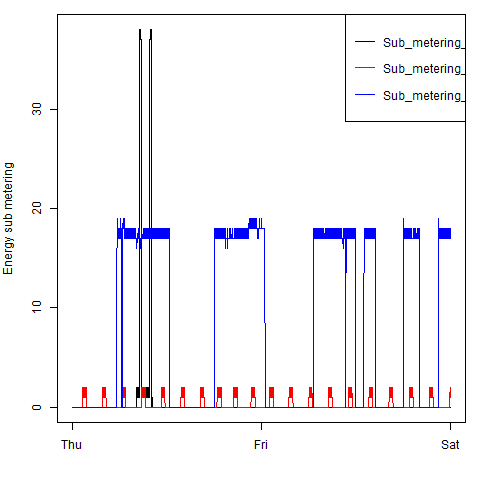 Sub_metering_
Sub_metering_
Sub_metering_
Energy sub metering
30
20
10
0
Thu Fri Sat